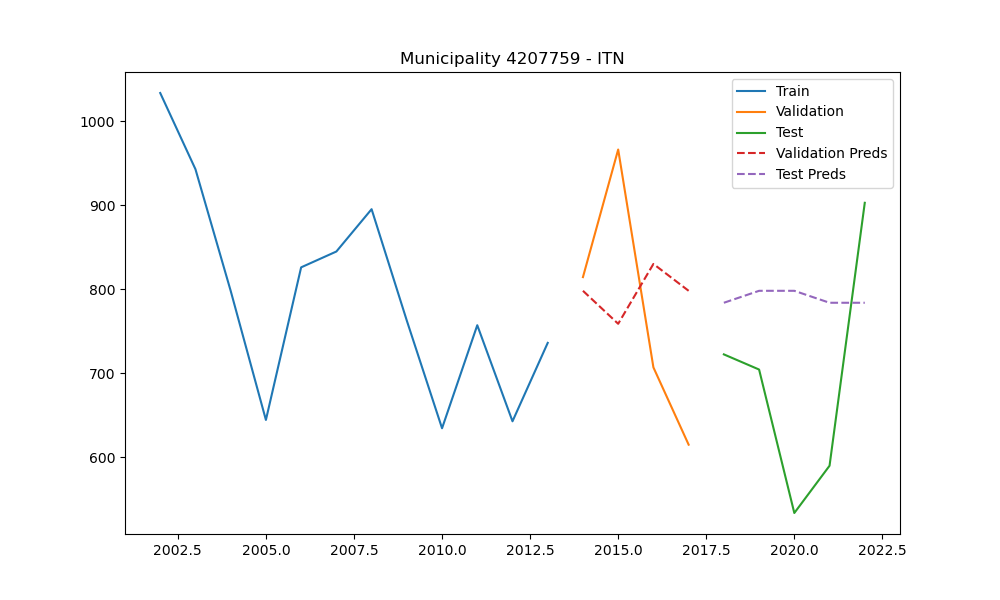 Municipality 4207759 - ITN
Train
Validation
Test
Validation Preds
Test Preds
1000
900
800
700
600
2002.5 2005.0 2007.5 2010.0 2012.5 2015.0 2017.5 2020.0 2022.5